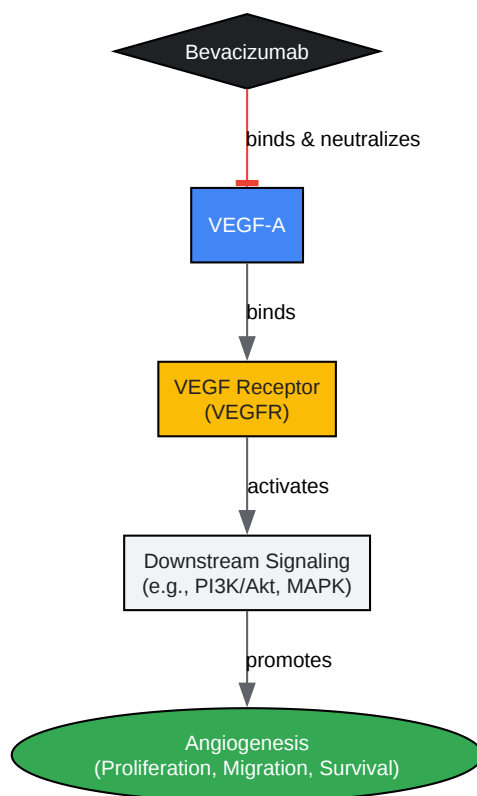 Bevacizumab
binds & neutralizes
VEGF-A
binds
VEGF Receptor
(VEGFR)
activates
Downstream Signaling
(e.g., PI3K/Akt, MAPK)
promotes
Angiogenesis
(Proliferation, Migration, Survival)